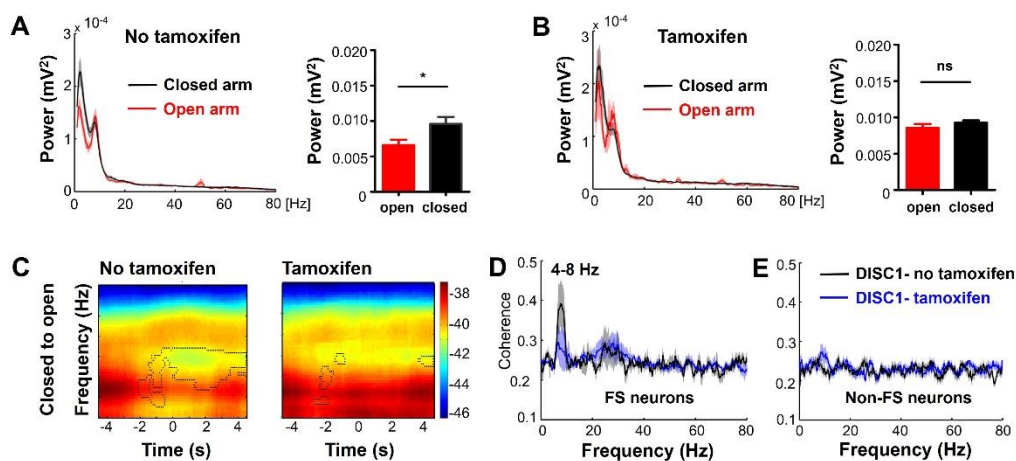 A
× 10⁻⁴
No tamoxifen
Closed arm
Open arm
Power (mV²)
3
2
1
0
0 20 40 60 80 [Hz]
Power (mV²)
0.020
0.015
0.010
0.005
0
*
open closed
B
× 10⁻⁴
Tamoxifen
Closed arm
Open arm
Power (mV²)
3
2
1
0
0 20 40 60 80 [Hz]
Power (mV²)
0.020
0.015
0.010
0.005
0
ns
open closed
C
No tamoxifen
Tamoxifen
Closed to open
Frequency (Hz)
-4 -2 0 2 4
Time (s)
-4 -2 0 2 4
Time (s)
-38
-40
-42
-44
-46
D
4-8 Hz
Coherence
0.5
0.4
0.3
0.2
0.1
FS neurons
0 20 40 60 80
Frequency (Hz)
E
DISC1- no tamoxifen
DISC1- tamoxifen
0.5
0.4
0.3
0.2
0.1
Non-FS neurons
0 20 40 60 80
Frequency (Hz)